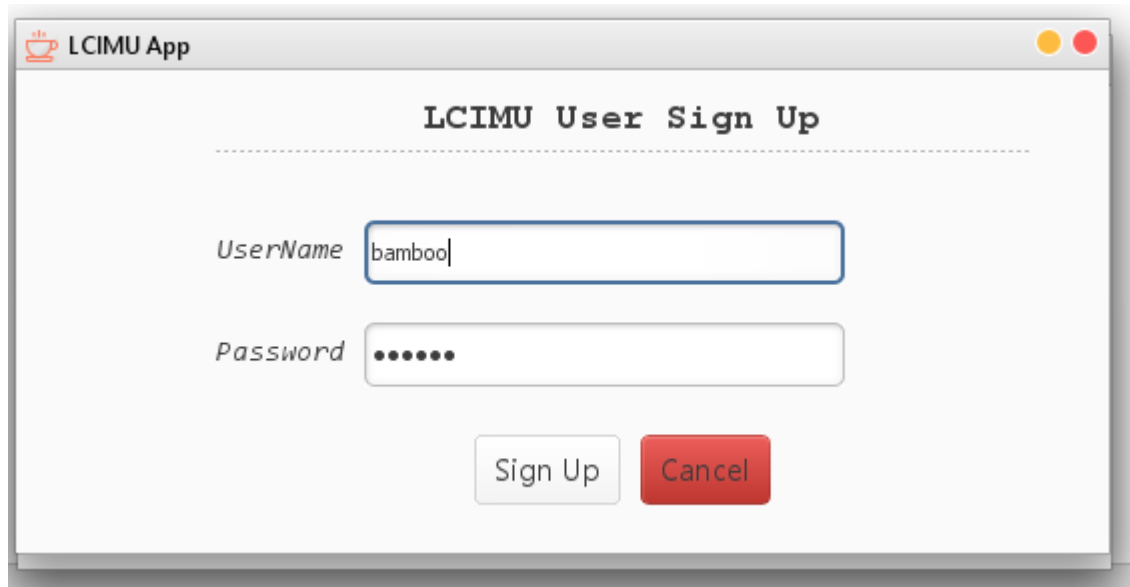 LCIMU App
LCIMU User Sign Up
UserName bamboo
Password ••••••
Sign Up Cancel